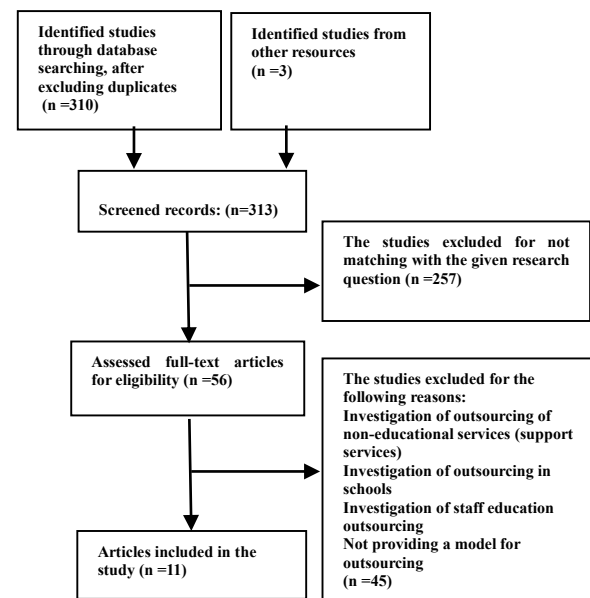 Identified studies
through database
searching, after
excluding duplicates
(n =310)
Identified studies from
other resources
(n =3)
Screened records: (n=313)
The studies excluded for not
matching with the given research
question (n =257)
Assessed full-text articles
for eligibility (n =56)
The studies excluded for the
following reasons:
Investigation of outsourcing of
non-educational services (support
services)
Investigation of outsourcing in
schools
Investigation of staff education
outsourcing
Not providing a model for
outsourcing
(n =45)
Articles included in the
study (n =11)